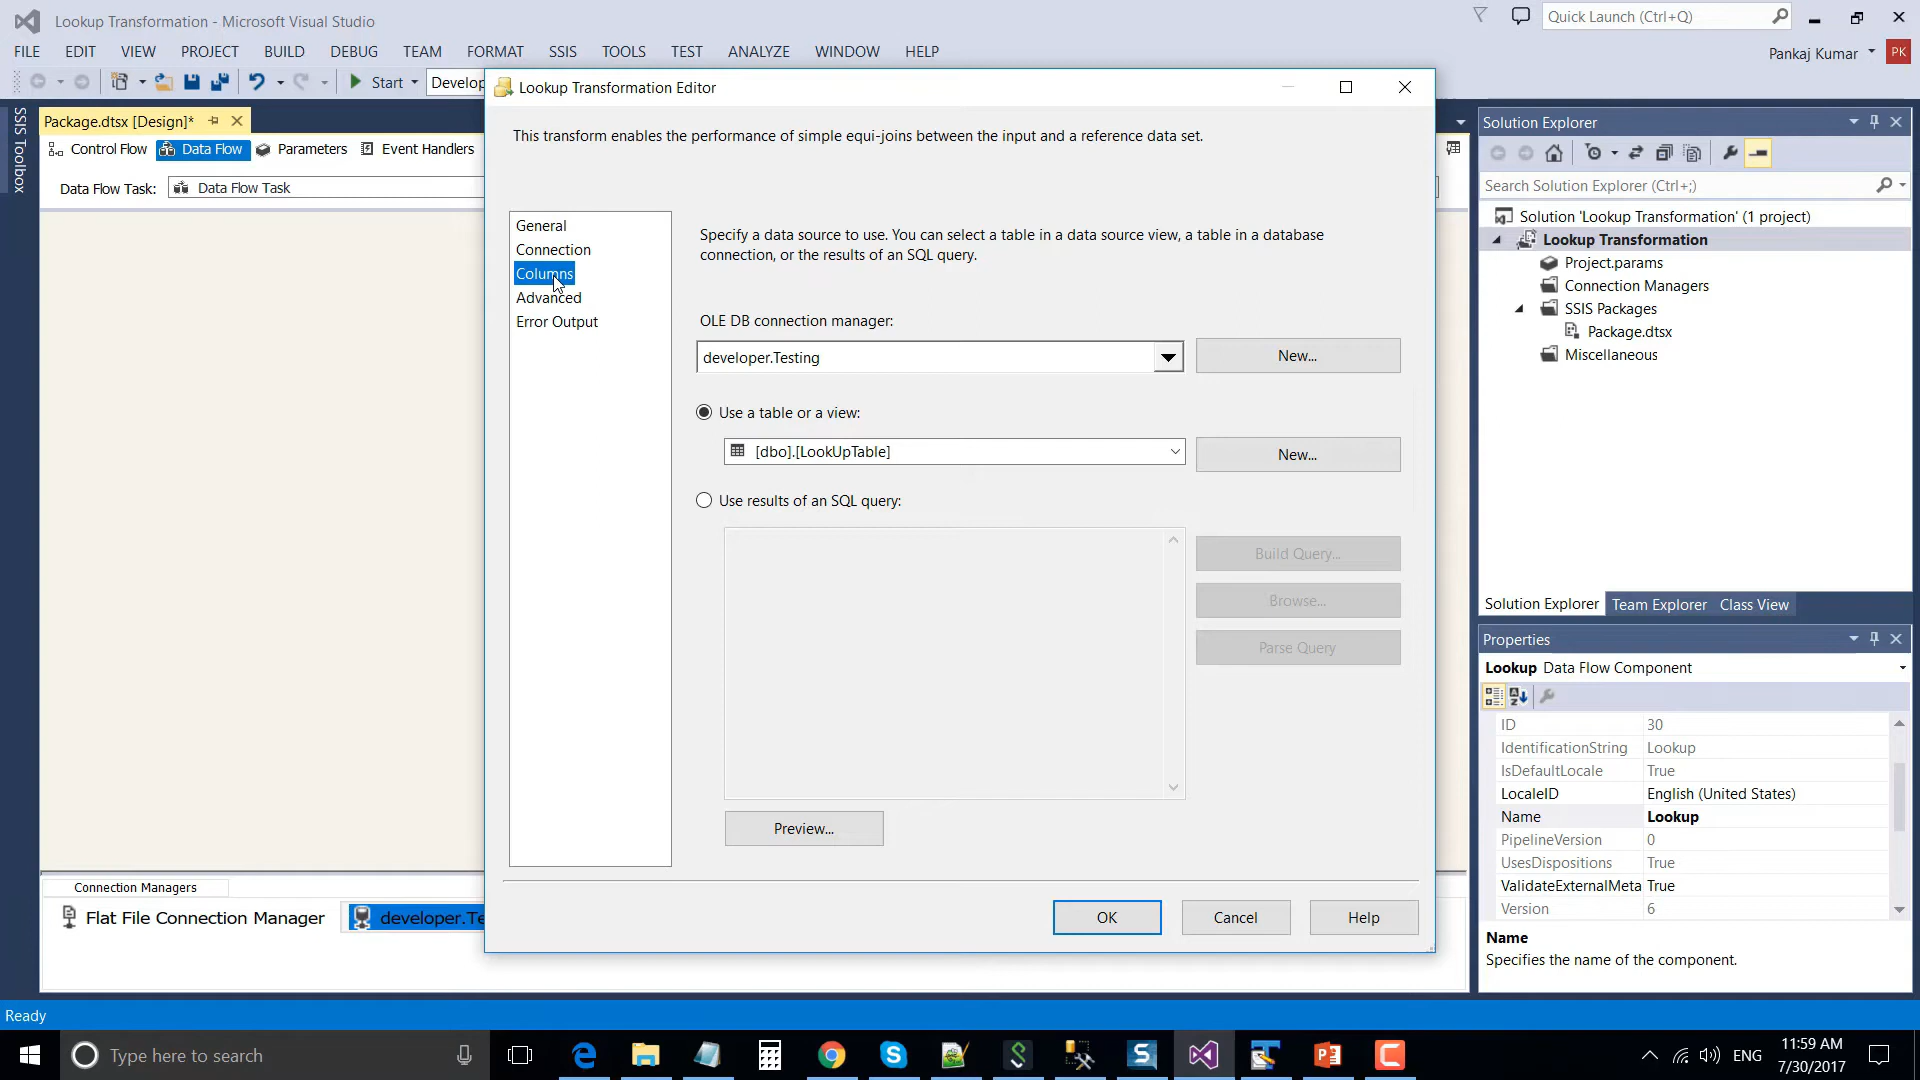 Lookup Transformation - Microsoft Visual Studio
Quick Launch (Ctrl+Q)
FILE EDIT VIEW PROJECT BUILD DEBUG TEAM FORMAT SSIS TOOLS TEST ANALYZE WINDOW HELP
Pankaj Kumar PK
Start Develop
SSIS Toolbox
Package.dtsx [Design]*
Control Flow Data Flow Parameters Event Handlers
Data Flow Task: Data Flow Task
Lookup Transformation Editor
This transform enables the performance of simple equi-joins between the input and a reference data set.
General
Connection
Columns
Advanced
Error Output
Specify a data source to use. You can select a table in a data source view, a table in a database
connection, or the results of an SQL query.
OLE DB connection manager:
developer.Testing New...
Use a table or a view:
[dbo].[LookUpTable] New...
Use results of an SQL query:
Build Query...
Browse...
Parse Query
Preview...
OK Cancel Help
Connection Managers
Flat File Connection Manager developer.Te
Solution Explorer
Search Solution Explorer (Ctrl+;)
Solution 'Lookup Transformation' (1 project)
Lookup Transformation
Project.params
Connection Managers
SSIS Packages
Package.dtsx
Miscellaneous
Solution Explorer Team Explorer Class View
Properties
Lookup Data Flow Component
ID 30
IdentificationString Lookup
IsDefaultLocale True
LocaleID English (United States)
Name Lookup
PipelineVersion 0
UsesDispositions True
ValidateExternalMeta True
Version 6
Name
Specifies the name of the component.
Ready
Type here to search
ENG
11:59 AM
7/30/2017